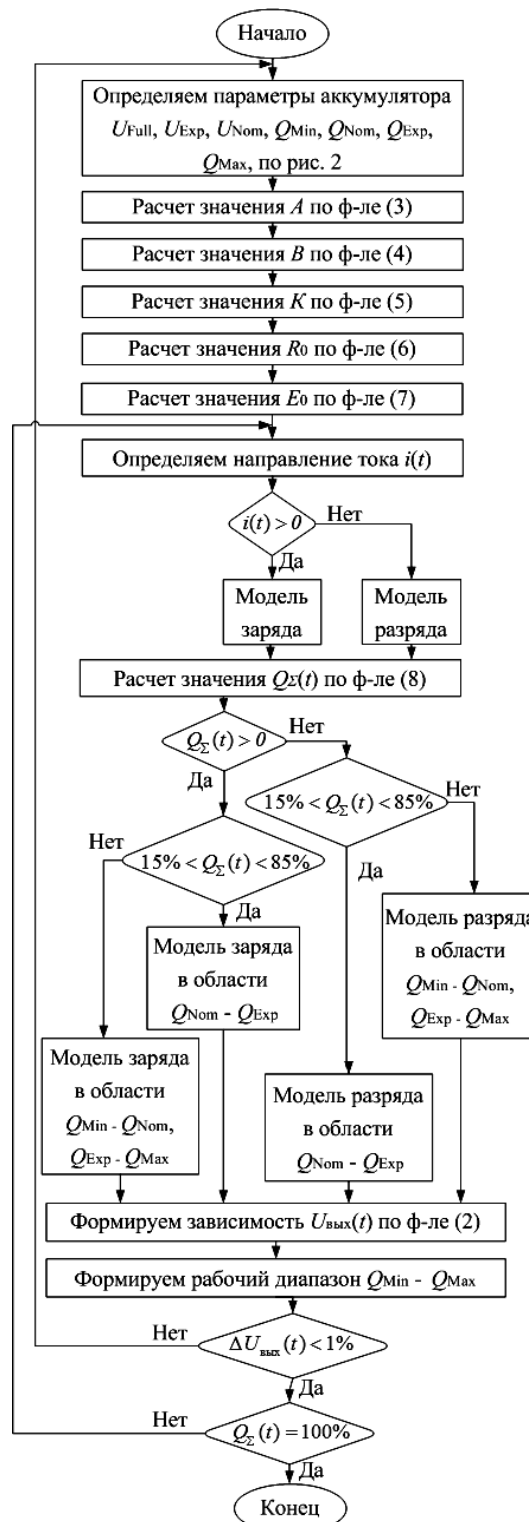 Начало
Определяем параметры аккумулятора
UFull, UExp, UNom, QMin, QNom, QExp,
QMax, по рис. 2
Расчет значения A по ф-ле (3)
Расчет значения B по ф-ле (4)
Расчет значения K по ф-ле (5)
Расчет значения R0 по ф-ле (6)
Расчет значения E0 по ф-ле (7)
Определяем направление тока i(t)
i(t) > 0
Нет
Да
Модель
заряда
Модель
разряда
Расчет значения QΣ(t) по ф-ле (8)
QΣ(t) > 0
Нет
Да
15% < QΣ(t) < 85%
Нет
Да
15% < QΣ(t) < 85%
Нет
Да
Модель заряда
в области
QNom - QExp
Модель разряда
в области
QMin - QNom,
QExp - QMax
Модель заряда
в области
QMin - QNom,
QExp - QMax
Модель разряда
в области
QNom - QExp
Формируем зависимость Uвых(t) по ф-ле (2)
Формируем рабочий диапазон QMin - QMax
Нет
ΔUвых(t) < 1%
Да
Нет
QΣ(t) = 100%
Да
Конец